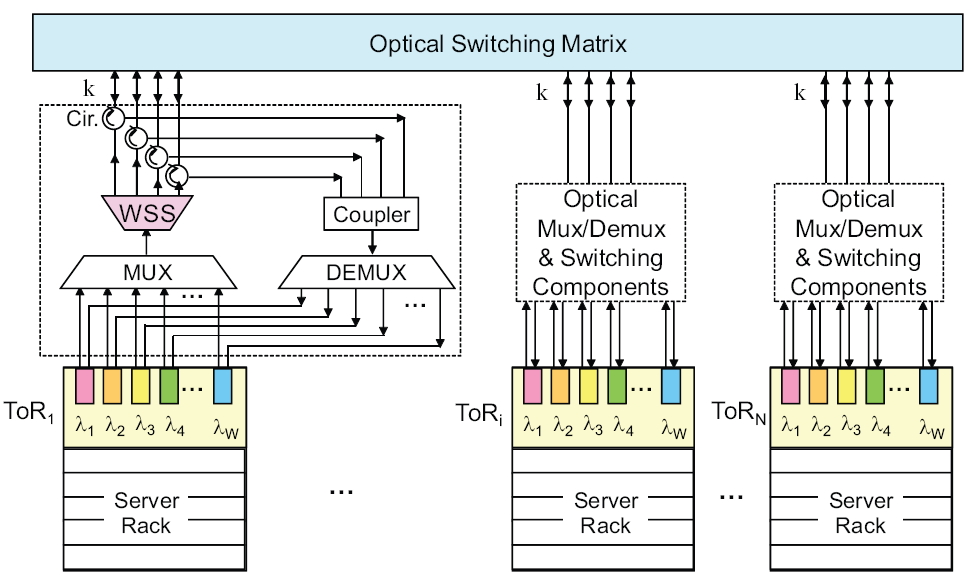 Optical Switching Matrix
k
k
k
Cir.
WSS
Coupler
MUX
DEMUX
...
...
Optical
Mux/Demux
& Switching
Components
Optical
Mux/Demux
& Switching
Components
ToR1
...
λ1 λ2 λ3 λ4 λW
ToRi
...
λ1 λ2 λ3 λ4 λW
ToRN
...
λ1 λ2 λ3 λ4 λW
Server
Rack
...
Server
Rack
...
Server
Rack